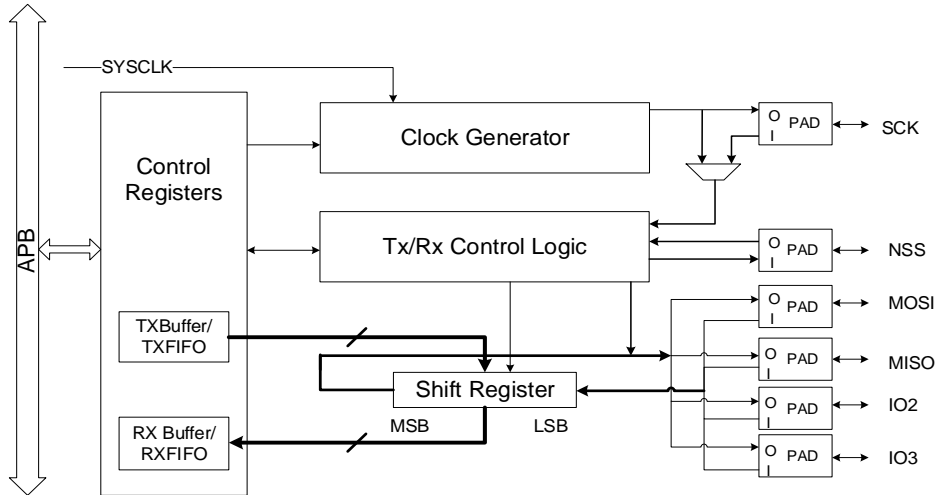 SYSCLK
APB
Control
Registers
Clock Generator
O
I
PAD
SCK
Tx/Rx Control Logic
O
I
PAD
NSS
O
I
PAD
MOSI
TXBuffer/
TXFIFO
O
I
PAD
MISO
Shift Register
MSB
LSB
O
I
PAD
IO2
RX Buffer/
RXFIFO
O
I
PAD
IO3